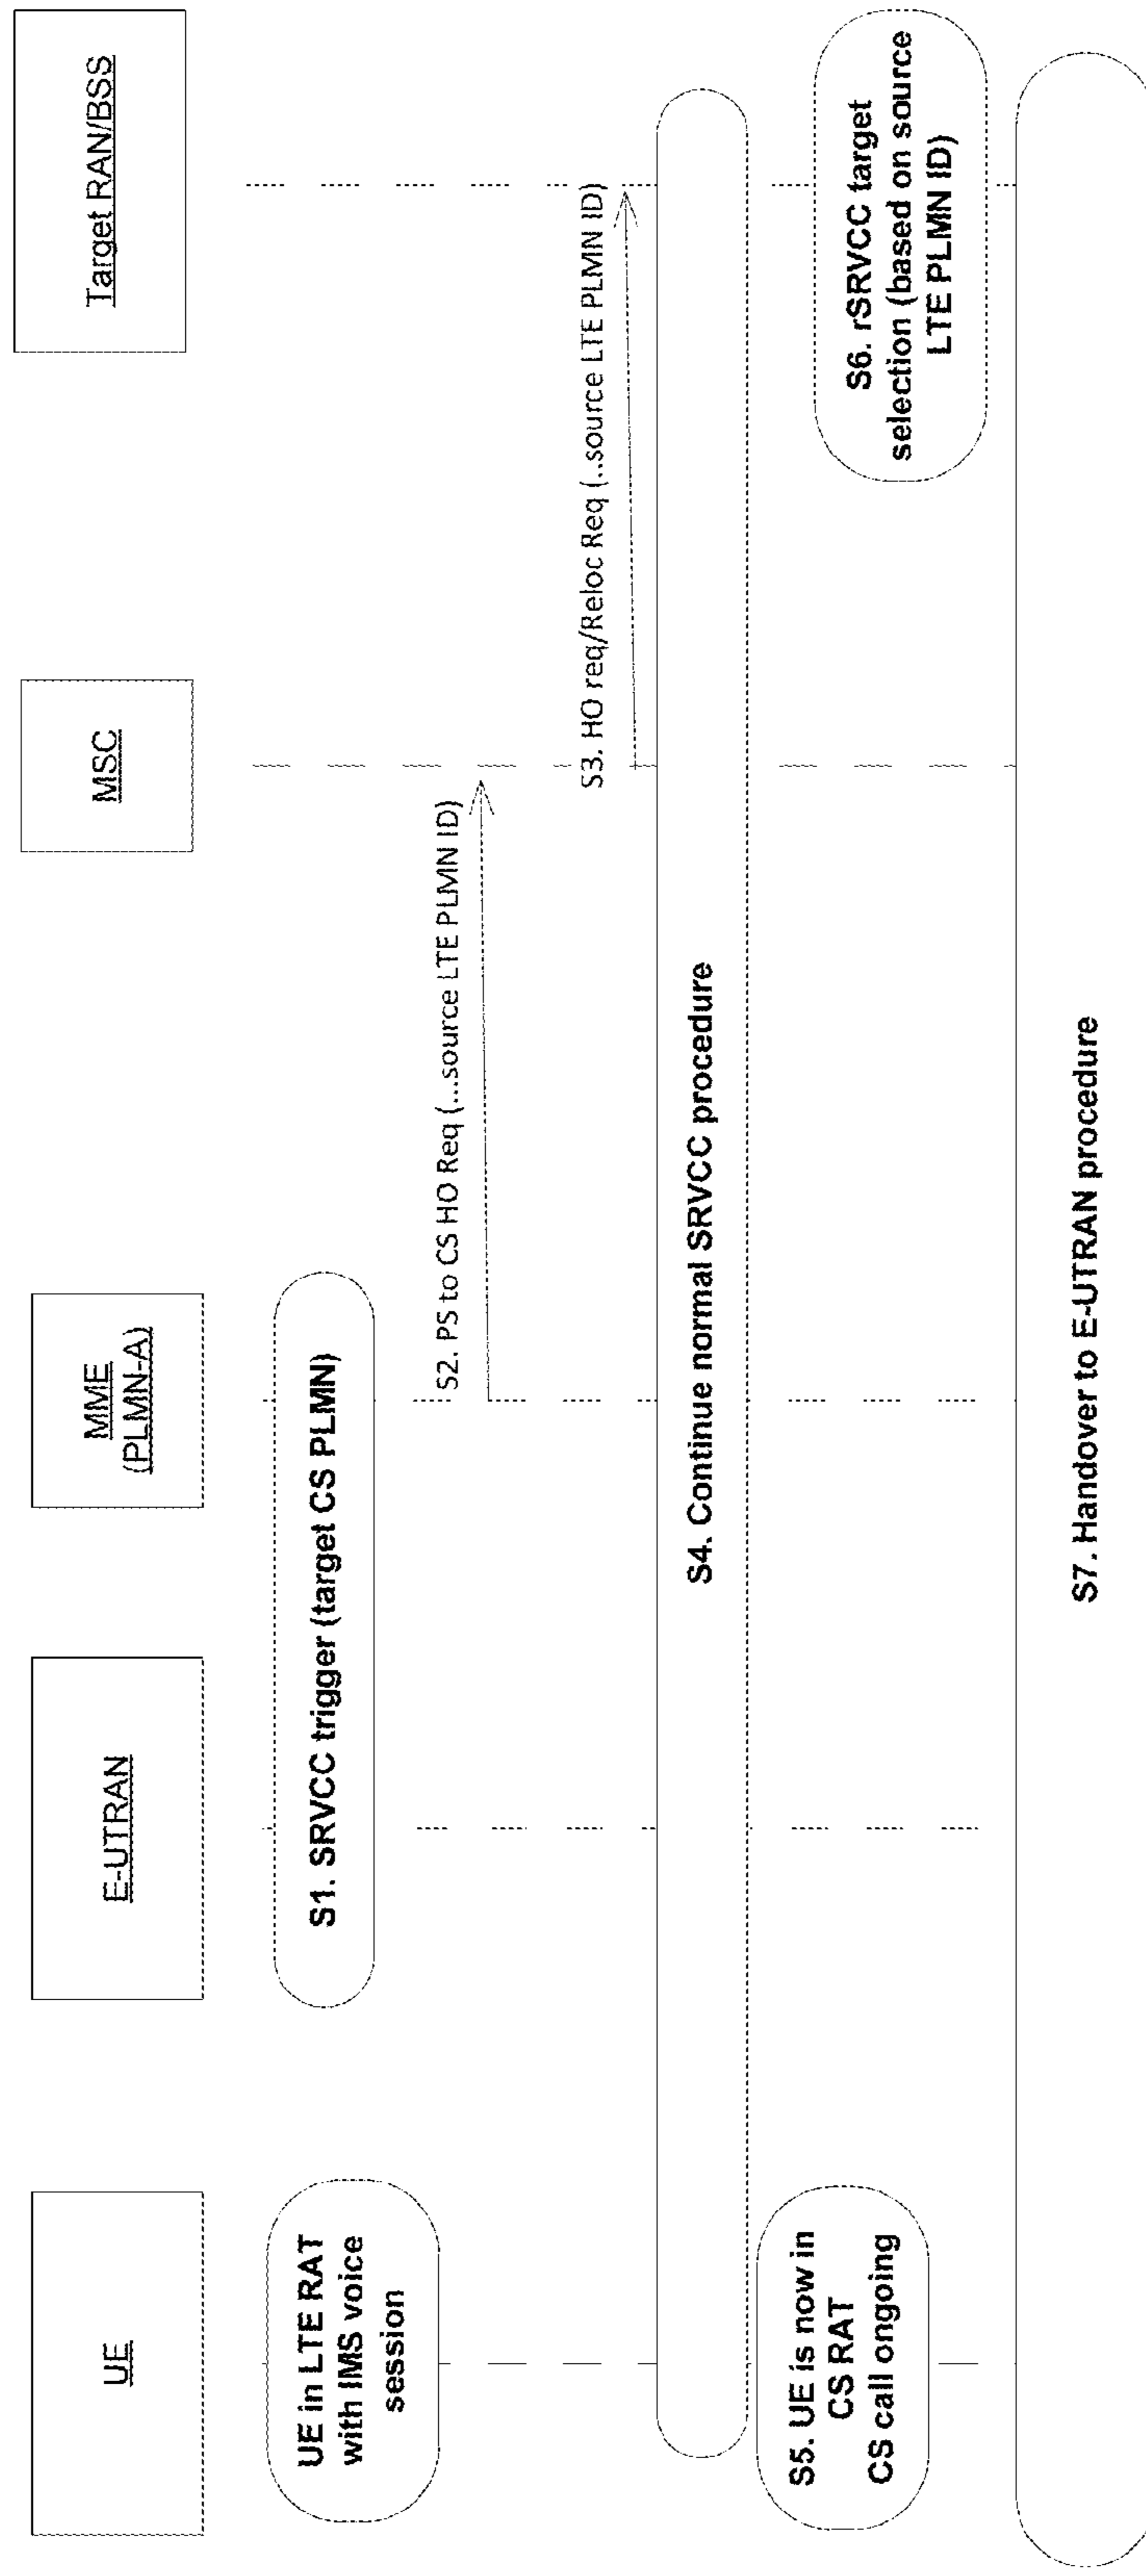 UE
E-UTRAN
MME
(PLMN-A)
MSC
Target RAN/BSS
UE in LTE RAT
with IMS voice
session
S1. SRVCC trigger (target CS PLMN)
S2. PS to CS HO Req (...source LTE PLMN ID)
S3. HO req/Reloc Req (..source LTE PLMN ID)
S4. Continue normal SRVCC procedure
S5. UE is now in
CS RAT
CS call ongoing
S6. rSRVCC target
selection (based on source
LTE PLMN ID)
S7. Handover to E-UTRAN procedure